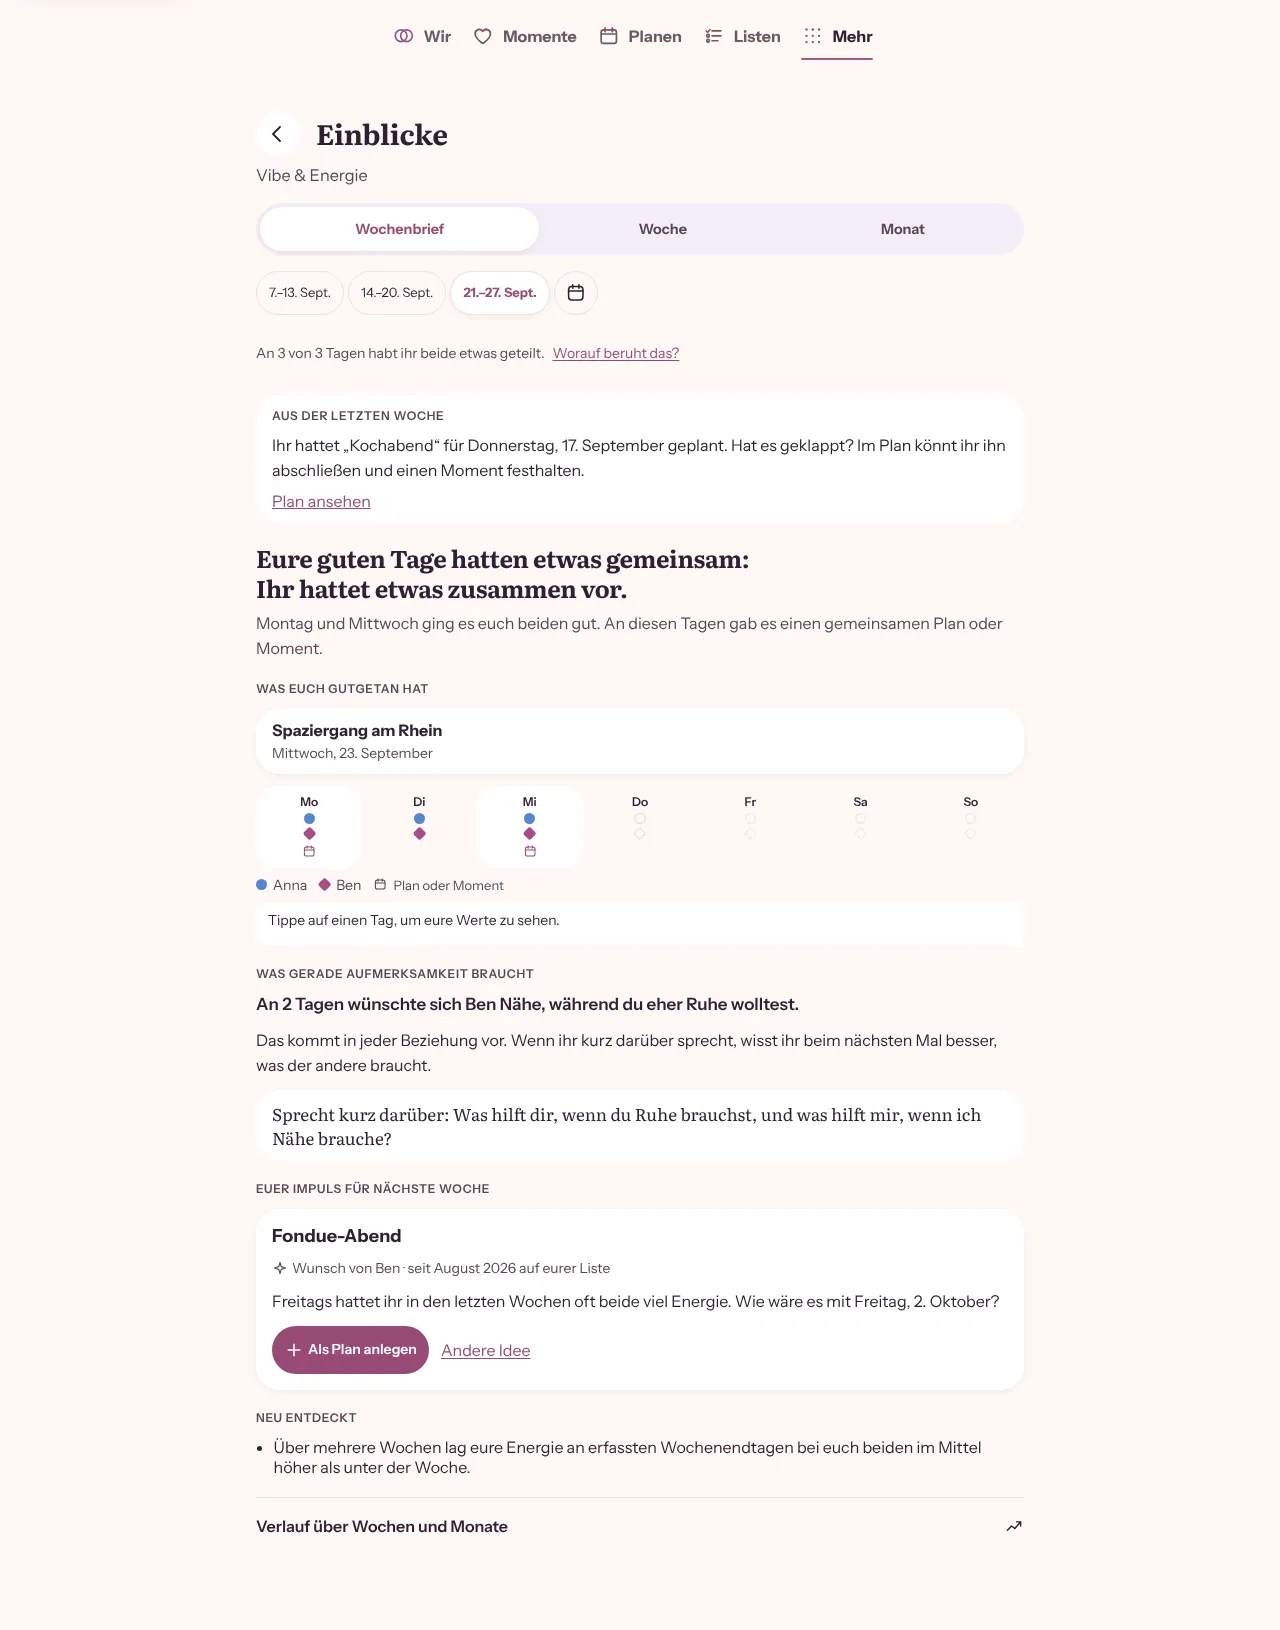 Wir Momente Planen Listen Mehr
Einblicke
Vibe & Energie
Wochenbrief Woche Monat
7.–13. Sept. 14.–20. Sept. 21.–27. Sept.
An 3 von 3 Tagen habt ihr beide etwas geteilt. Worauf beruht das?
AUS DER LETZTEN WOCHE
Ihr hattet „Kochabend“ für Donnerstag, 17. September geplant. Hat es geklappt? Im Plan könnt ihr ihn
abschließen und einen Moment festhalten.
Plan ansehen
Eure guten Tage hatten etwas gemeinsam:
Ihr hattet etwas zusammen vor.
Montag und Mittwoch ging es euch beiden gut. An diesen Tagen gab es einen gemeinsamen Plan oder
Moment.
WAS EUCH GUTGETAN HAT
Spaziergang am Rhein
Mittwoch, 23. September
Mo Di Mi Do Fr Sa So
Anna Ben Plan oder Moment
Tippe auf einen Tag, um eure Werte zu sehen.
WAS GERADE AUFMERKSAMKEIT BRAUCHT
An 2 Tagen wünschte sich Ben Nähe, während du eher Ruhe wolltest.
Das kommt in jeder Beziehung vor. Wenn ihr kurz darüber sprecht, wisst ihr beim nächsten Mal besser,
was der andere braucht.
Sprecht kurz darüber: Was hilft dir, wenn du Ruhe brauchst, und was hilft mir, wenn ich
Nähe brauche?
EUER IMPULS FÜR NÄCHSTE WOCHE
Fondue-Abend
Wunsch von Ben · seit August 2026 auf eurer Liste
Freitags hattet ihr in den letzten Wochen oft beide viel Energie. Wie wäre es mit Freitag, 2. Oktober?
Als Plan anlegen Andere Idee
NEU ENTDECKT
• Über mehrere Wochen lag eure Energie an erfassten Wochenendtagen bei euch beiden im Mittel
höher als unter der Woche.
Verlauf über Wochen und Monate